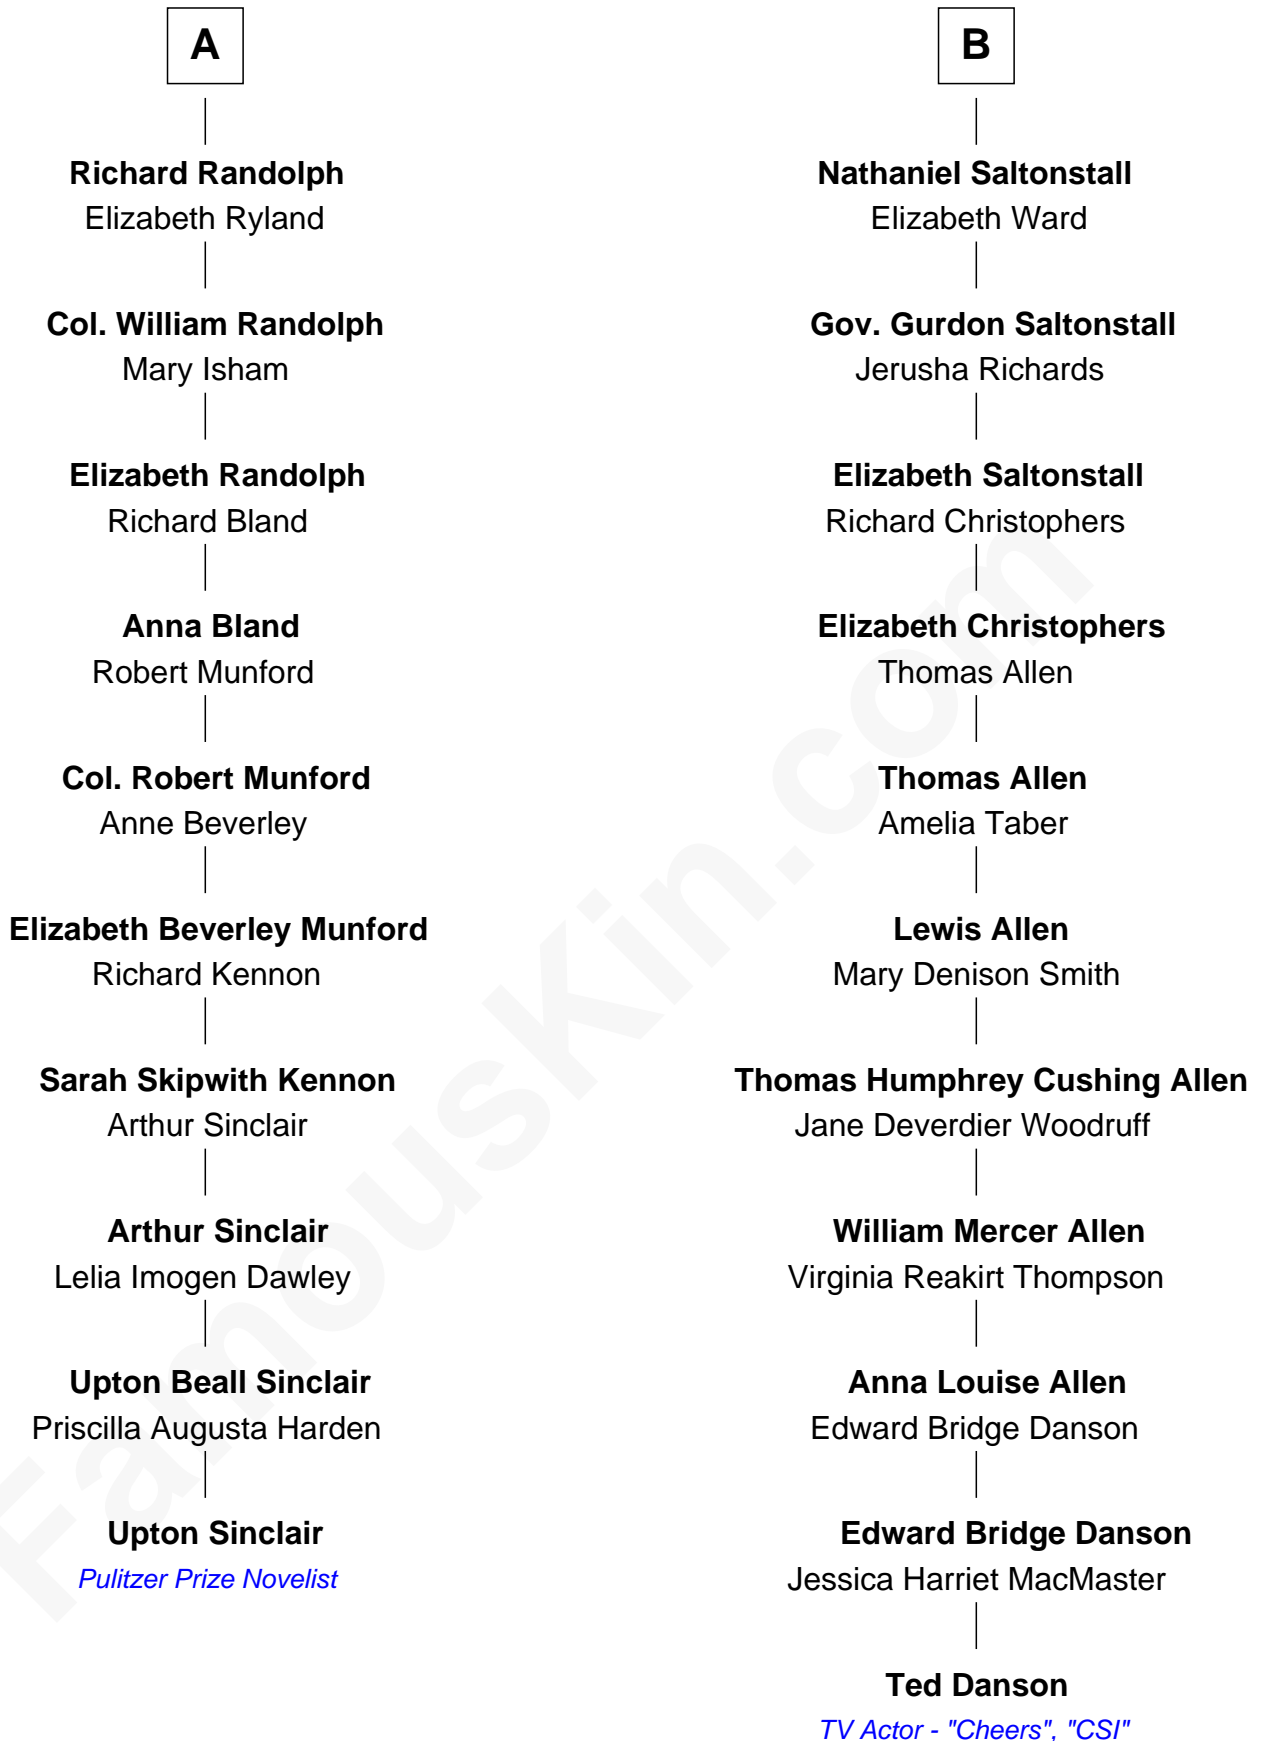 A
Richard Randolph
Elizabeth Ryland
Col. William Randolph
Mary Isham
Elizabeth Randolph
Richard Bland
Anna Bland
Robert Munford
Col. Robert Munford
Anne Beverley
Elizabeth Beverley Munford
Richard Kennon
Sarah Skipwith Kennon
Arthur Sinclair
Arthur Sinclair
Lelia Imogen Dawley
Upton Beall Sinclair
Priscilla Augusta Harden
Upton Sinclair
Pulitzer Prize Novelist
B
Nathaniel Saltonstall
Elizabeth Ward
Gov. Gurdon Saltonstall
Jerusha Richards
Elizabeth Saltonstall
Richard Christophers
Elizabeth Christophers
Thomas Allen
Thomas Allen
Amelia Taber
Lewis Allen
Mary Denison Smith
Thomas Humphrey Cushing Allen
Jane Deverdier Woodruff
William Mercer Allen
Virginia Reakirt Thompson
Anna Louise Allen
Edward Bridge Danson
Edward Bridge Danson
Jessica Harriet MacMaster
Ted Danson
TV Actor - "Cheers", "CSI"
FamousKin.com